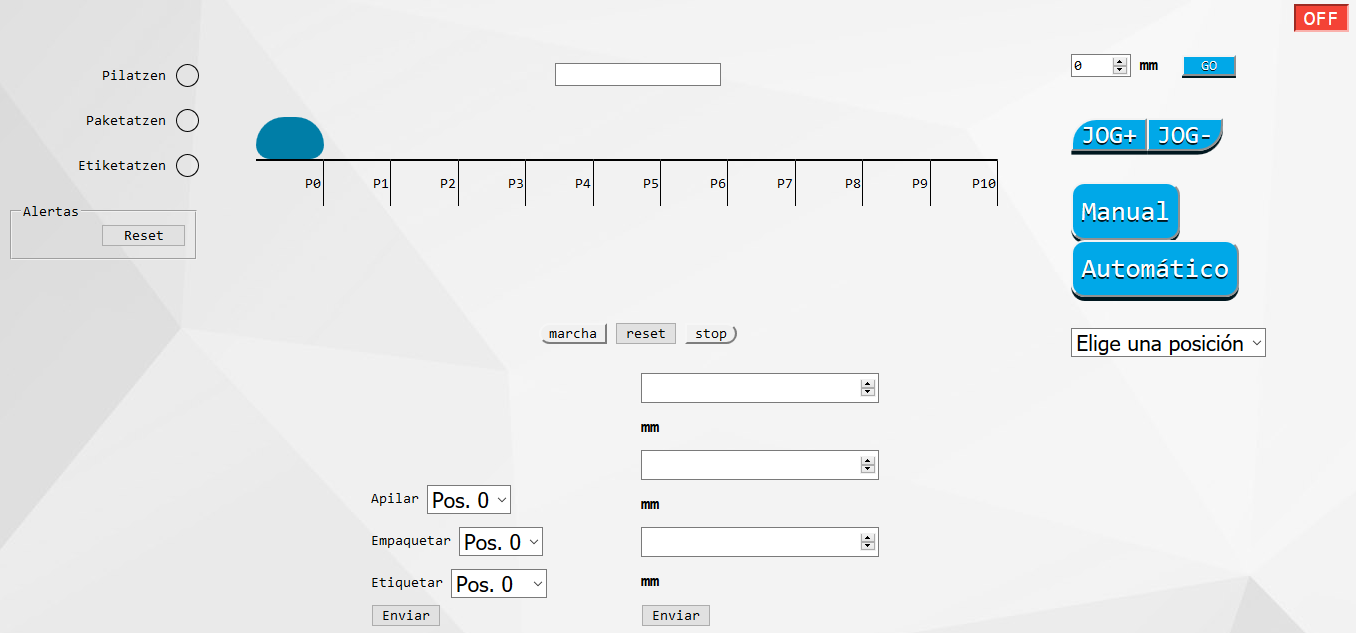 OFF
Pilatzen
0 mm GO
Paketatzen
JOG+ JOG-
Etiketatzen
P0 P1 P2 P3 P4 P5 P6 P7 P8 P9 P10
Alertas
Reset
Manual
Automático
marcha reset stop
Elige una posición
mm
mm
Apilar Pos. 0
Empaquetar Pos. 0
Etiquetar Pos. 0
mm
Enviar
Enviar